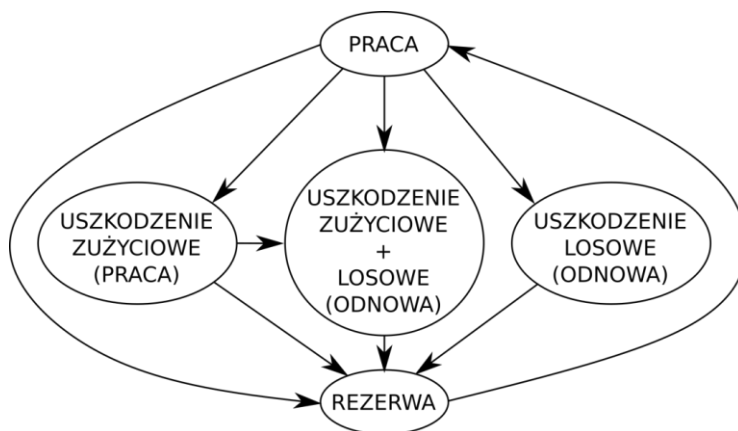 PRACA
USZKODZENIE
ZUŻYCIOWE
(PRACA)
USZKODZENIE
ZUŻYCIOWE
+
LOSOWE
(ODNOWA)
USZKODZENIE
LOSOWE
(ODNOWA)
REZERWA